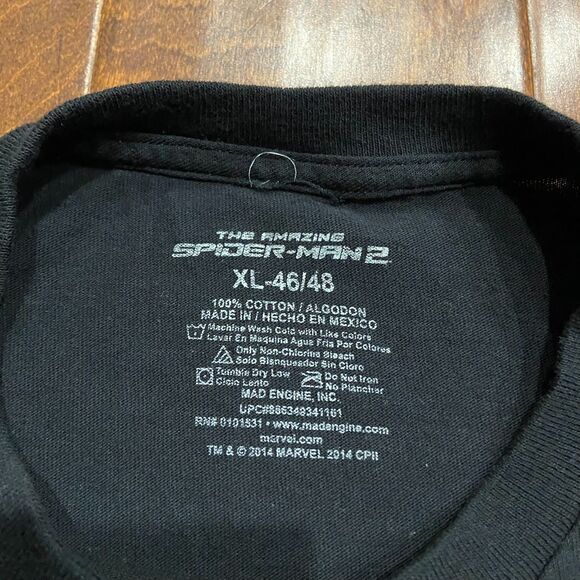 THE AMAZING
SPIDER-MAN 2
XL-46/48
100% COTTON / ALGODON
MADE IN / HECHO EN MEXICO
Machine Wash Cold with Like Colors
Lavar En Maquina Agua Fria Por Colores
Only Non-Chlorine Bleach
Solo Blanqueador Sin Cloro
Tumble Dry Low Do Not Iron
Ciclo Lento No Planchar
MAD ENGINE, INC.
UPC#886349341161
RN# 0101531 • www.madengine.com
marvel.com
TM & © 2014 MARVEL 2014 CPII